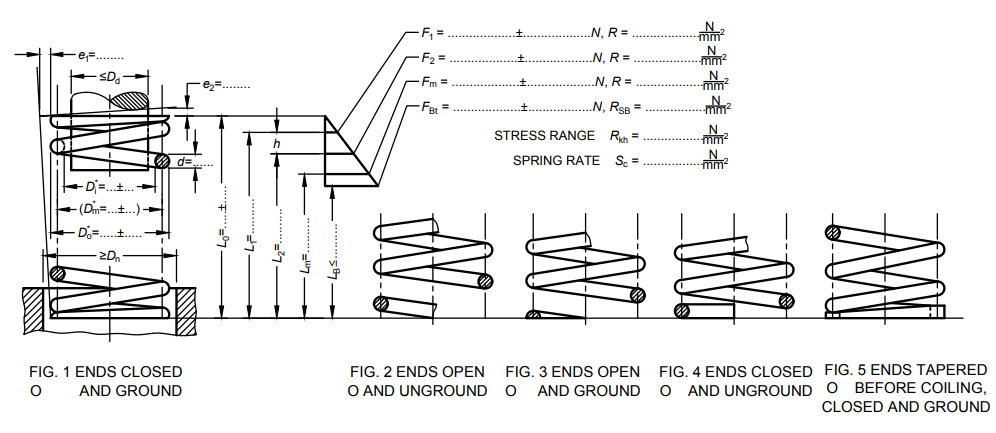 F1 = ....................±....................N, R = ....................N/mm²
F2 = ....................±....................N, R = ....................N/mm²
Fm = ....................±....................N, R = ....................N/mm²
FBt = ....................±....................N, RSB = ....................N/mm²
STRESS RANGE Rkh = ....................N/mm²
SPRING RATE Sc = ....................N/mm²
e1=........
≤Dd
e2=........
h
d=......
D*i=...±...
(D*m=...±...)
D*o=.....±.....
≥Dn
L0=.....±.....
L1=..........
L2=..........
Lm=..........
LB≤..........
FIG. 1 ENDS CLOSED
O AND GROUND
FIG. 2 ENDS OPEN
O AND UNGROUND
FIG. 3 ENDS OPEN
O AND GROUND
FIG. 4 ENDS CLOSED
O AND UNGROUND
FIG. 5 ENDS TAPERED
O BEFORE COILING,
CLOSED AND GROUND